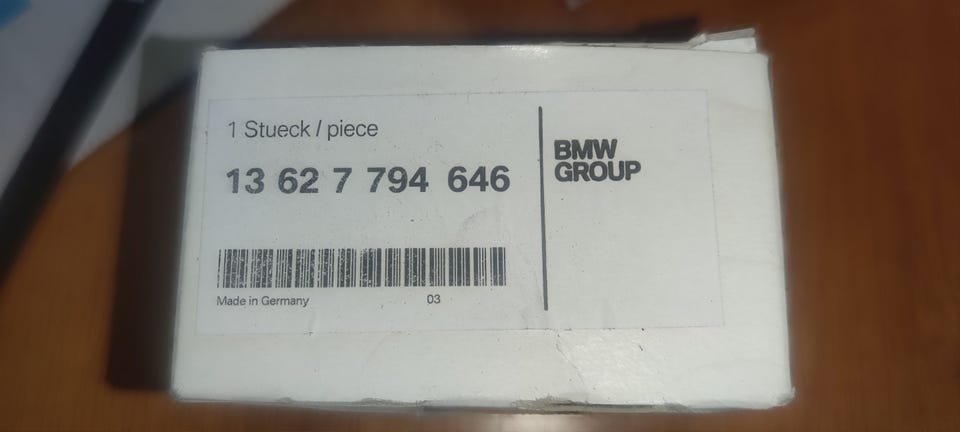 1 Stueck / piece
13 62 7 794 646
Made in Germany 03
BMW
GROUP